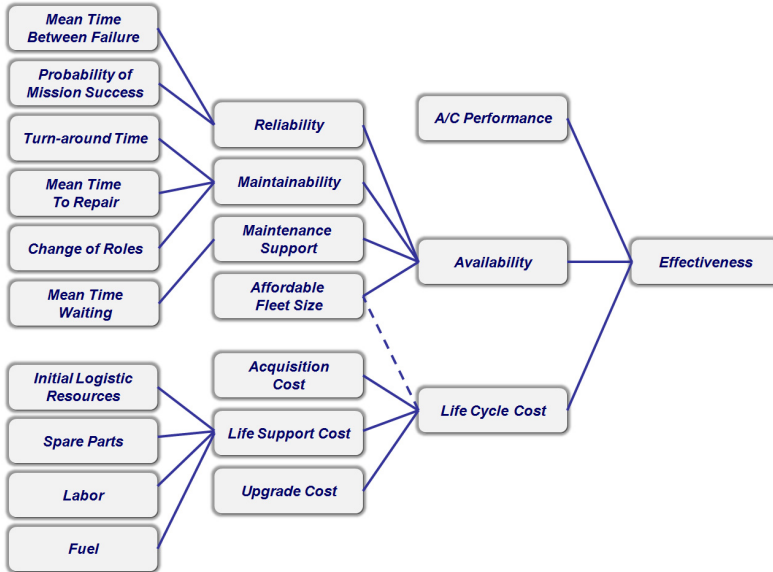 Mean Time
Between Failure
Probability of
Mission Success
Turn-around Time
Mean Time
To Repair
Change of Roles
Mean Time
Waiting
Initial Logistic
Resources
Spare Parts
Labor
Fuel
Reliability
Maintainability
Maintenance
Support
Affordable
Fleet Size
Acquisition
Cost
Life Support Cost
Upgrade Cost
A/C Performance
Availability
Life Cycle Cost
Effectiveness